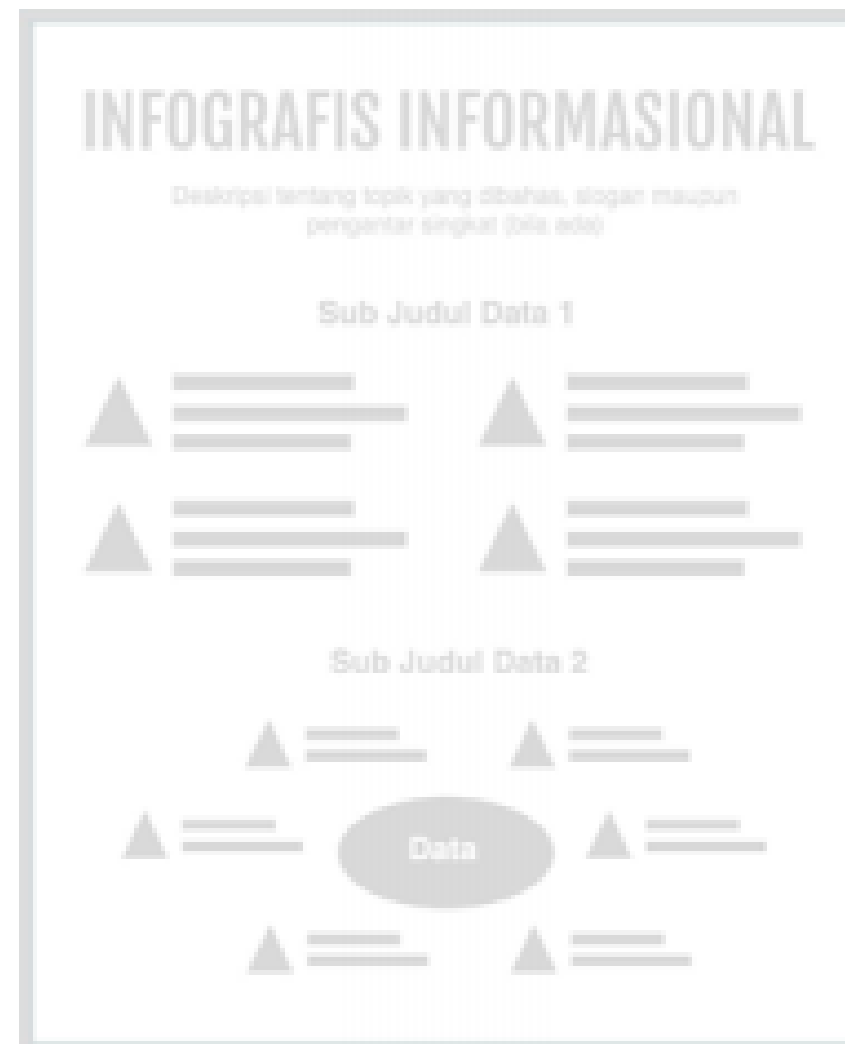 INFOGRAFIS INFORMASIONAL
Deskripsi tentang topik yang dibahas, slogan maupun
pengantar singkat (bila ada)
Sub Judul Data 1
Sub Judul Data 2
Data